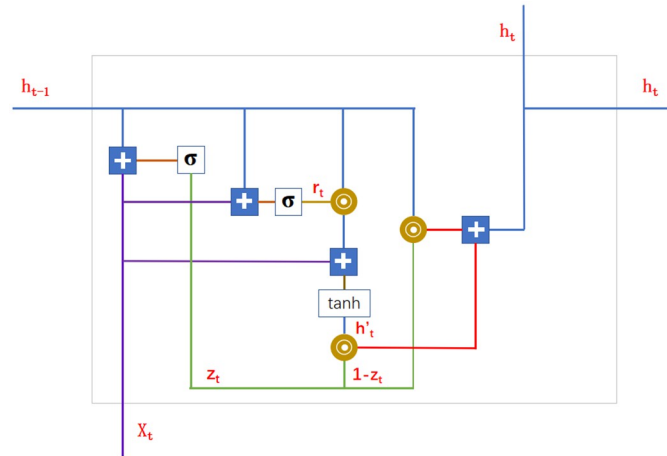 h_t
h_{t-1}
h_t
σ
σ
r_t
tanh
h'_t
z_t
1-z_t
X_t